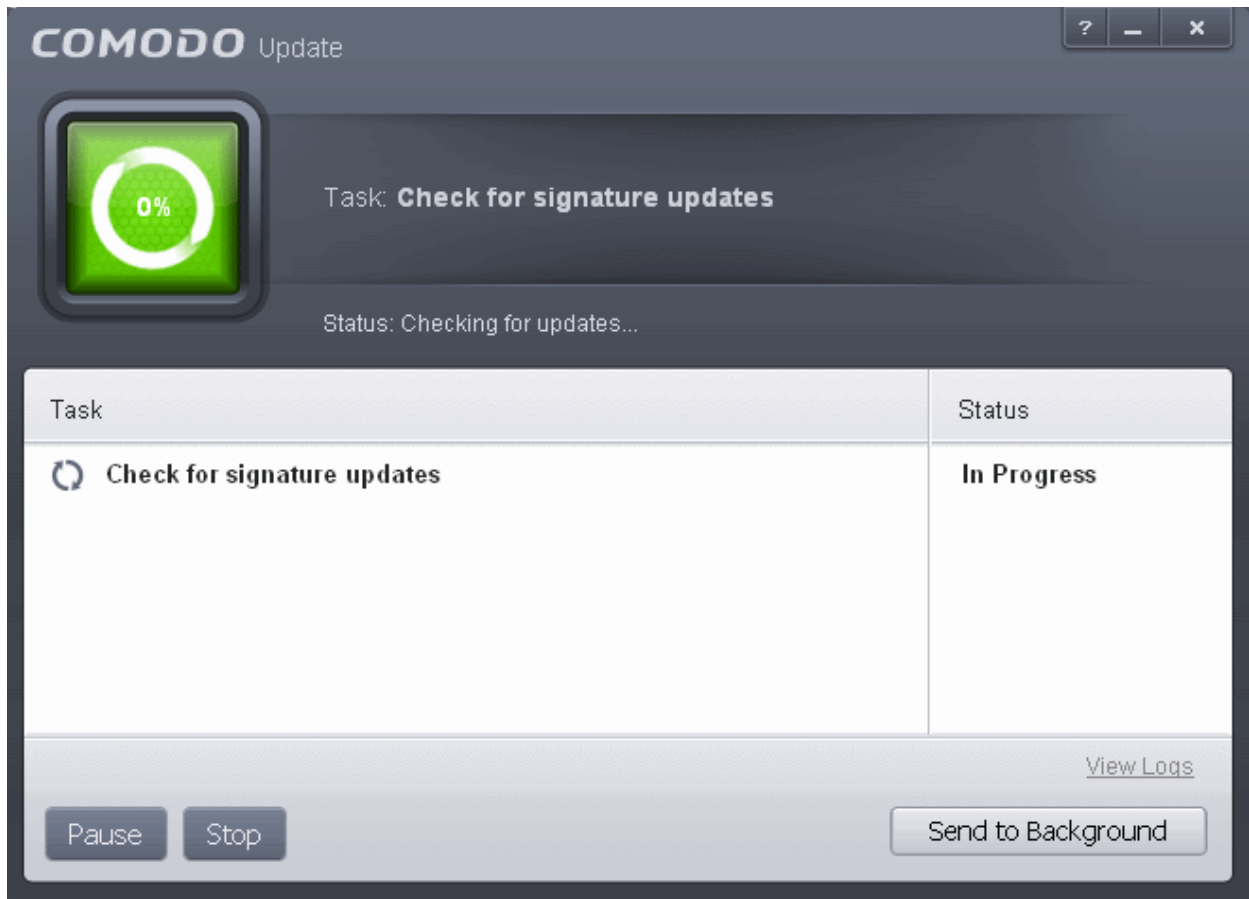 COMODO Update
?
0%
Task: Check for signature updates
Status: Checking for updates...
Task Status
Check for signature updates In Progress
View Logs
Pause Stop Send to Background